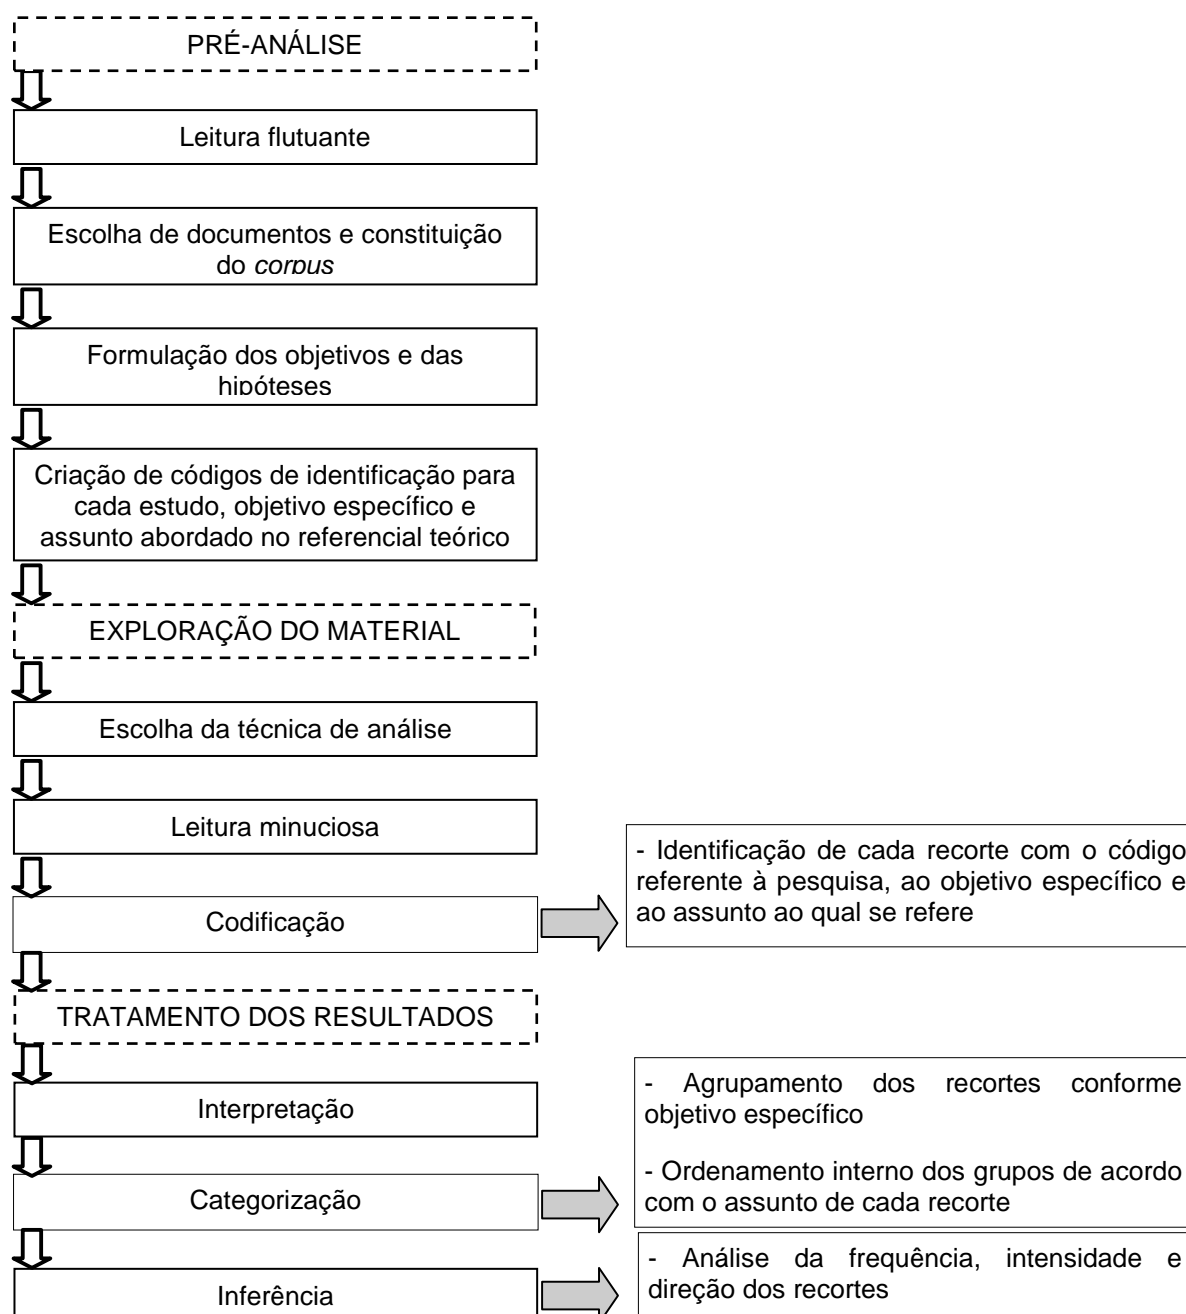 PRÉ-ANÁLISE
Leitura flutuante
Escolha de documentos e constituição
do corpus
Formulação dos objetivos e das
hipóteses
Criação de códigos de identificação para
cada estudo, objetivo específico e
assunto abordado no referencial teórico
EXPLORAÇÃO DO MATERIAL
Escolha da técnica de análise
Leitura minuciosa
Codificação
- Identificação de cada recorte com o código
referente à pesquisa, ao objetivo específico e
ao assunto ao qual se refere
TRATAMENTO DOS RESULTADOS
Interpretação
Categorização
- Agrupamento dos recortes conforme
objetivo específico
- Ordenamento interno dos grupos de acordo
com o assunto de cada recorte
Inferência
- Análise da frequência, intensidade e
direção dos recortes